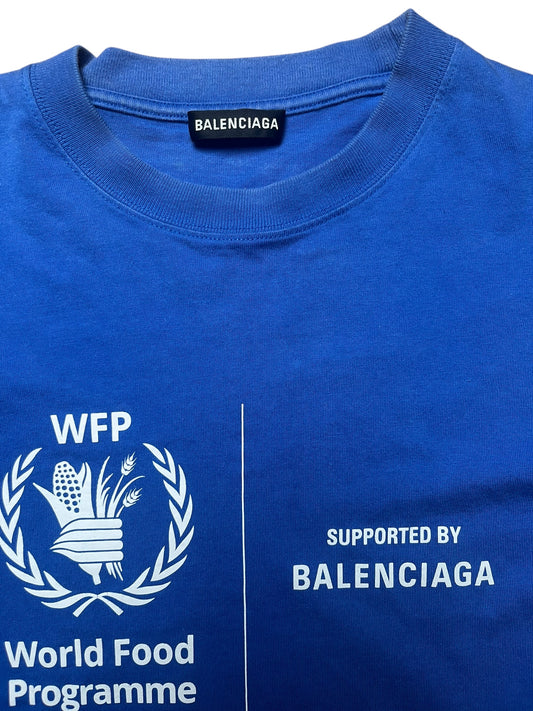 BALENCIAGA
WFP
World Food
Programme
SUPPORTED BY
BALENCIAGA